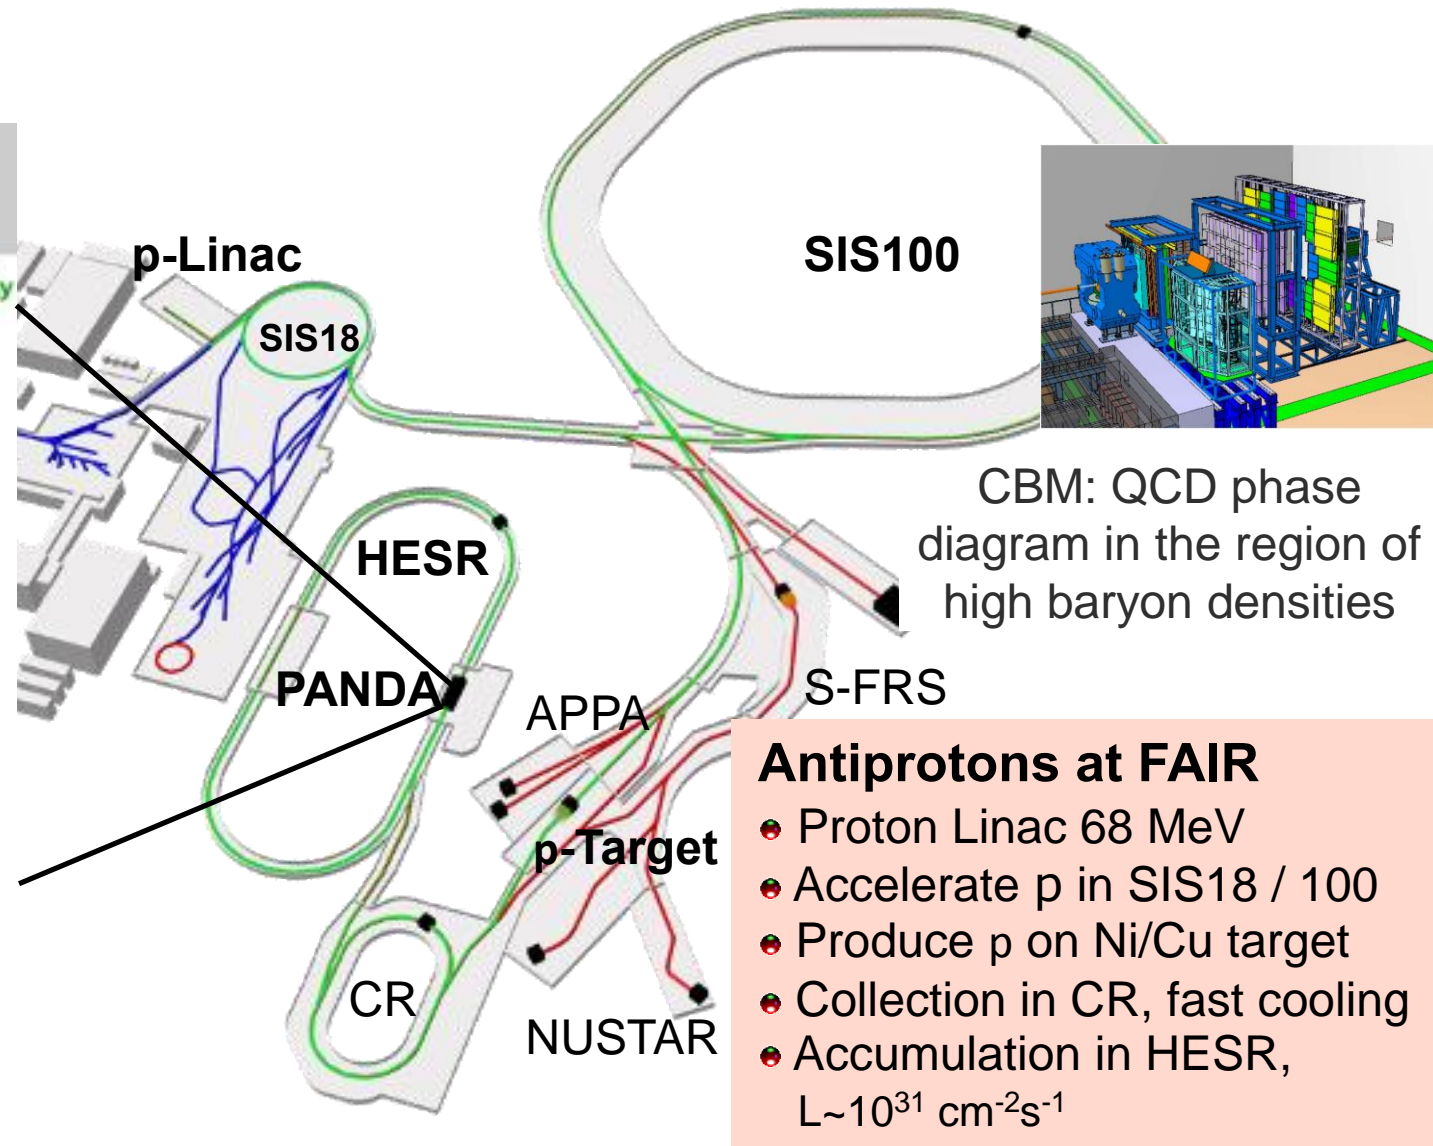 p-Linac
SIS100
y
SIS18
CBM: QCD phase
diagram in the region of
high baryon densities
HESR
PANDA
APPA
S-FRS
Antiprotons at FAIR
Proton Linac 68 MeV
p-Target
Accelerate p in SIS18 / 100
Produce p on Ni/Cu target
CR
Collection in CR, fast cooling
NUSTAR
Accumulation in HESR,
L~10³¹ cm⁻²s⁻¹